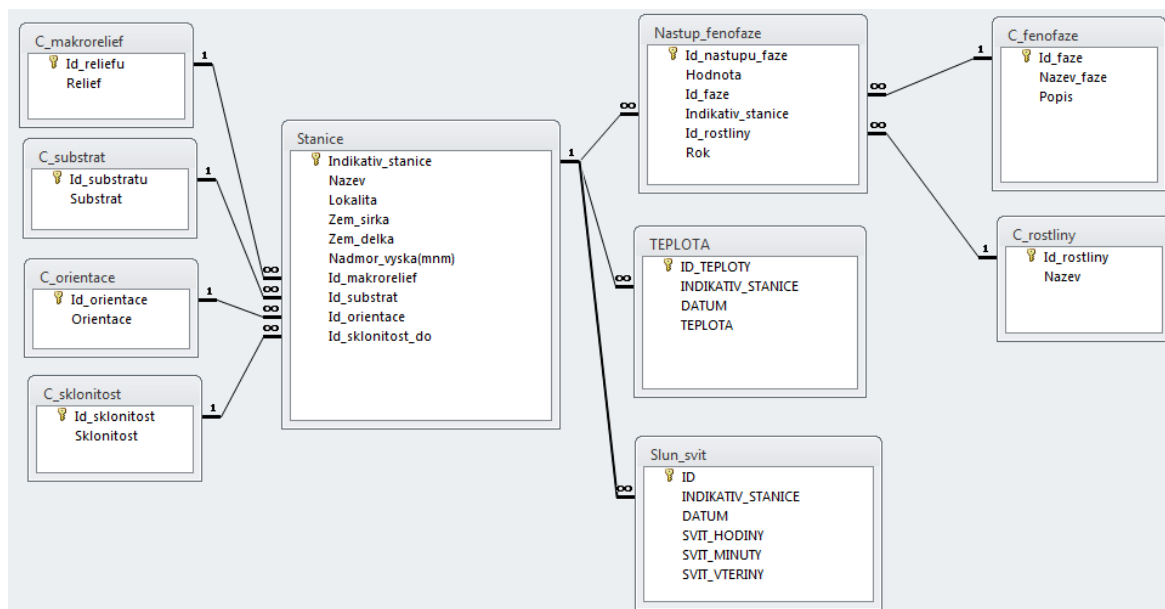 C_makrorelief
Id_reliefu
Relief
C_substrat
Id_substratu
Substrat
C_orientace
Id_orientace
Orientace
C_sklonitost
Id_sklonitost
Sklonitost
1
1
1
1
∞
∞
∞
∞
Stanice
Indikativ_stanice
Nazev
Lokalita
Zem_sirka
Zem_delka
Nadmor_vyska(mnm)
Id_makrorelief
Id_substrat
Id_orientace
Id_sklonitost_do
1
∞
∞
∞
Nastup_fenofaze
Id_nastupu_faze
Hodnota
Id_faze
Indikativ_stanice
Id_rostliny
Rok
TEPLOTA
ID_TEPLOTY
INDIKATIV_STANICE
DATUM
TEPLOTA
Slun_svit
ID
INDIKATIV_STANICE
DATUM
SVIT_HODINY
SVIT_MINUTY
SVIT_VTERINY
∞
∞
1
1
C_fenofaze
Id_faze
Nazev_faze
Popis
C_rostliny
Id_rostliny
Nazev